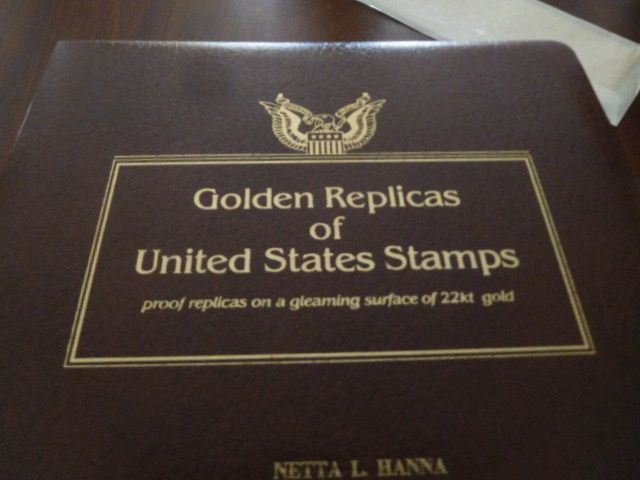 Golden Replicas
of
United States Stamps
proof replicas on a gleaming surface of 22kt gold
NETTA L. HANNA